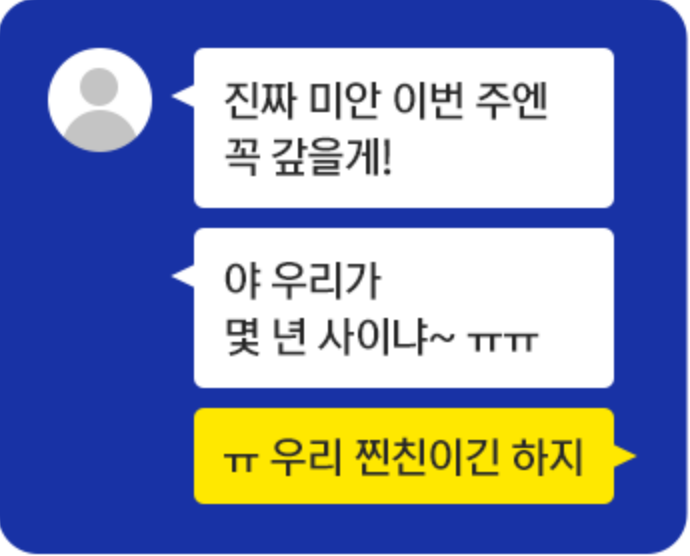 진짜 미안 이번 주엔
꼭 갚을게!
야 우리가
몇 년 사이냐~ ㅠㅠ
ㅠ 우리 찐친이긴 하지